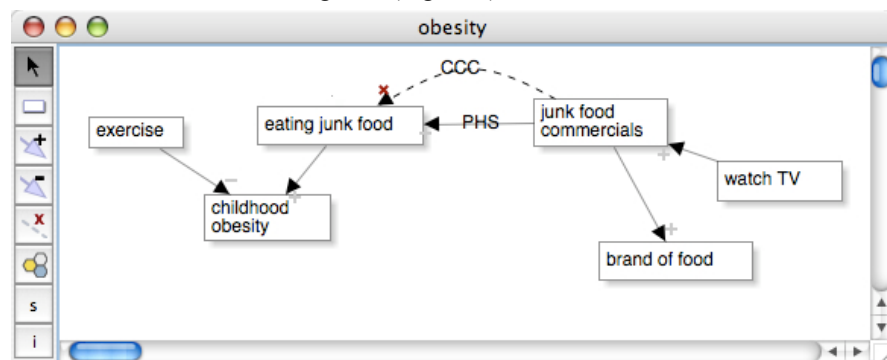 obesity
CCC
exercise
eating junk food
PHS
junk food
commercials
watch TV
childhood
obesity
brand of food
s
i